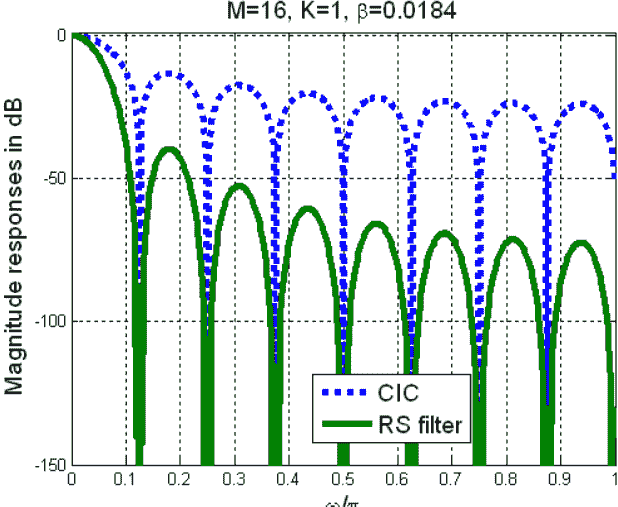 M=16, K=1, β=0.0184
Magnitude responses in dB
0
-50
-100
-150
CIC
RS filter
0 0.1 0.2 0.3 0.4 0.5 0.6 0.7 0.8 0.9 1
ω/π